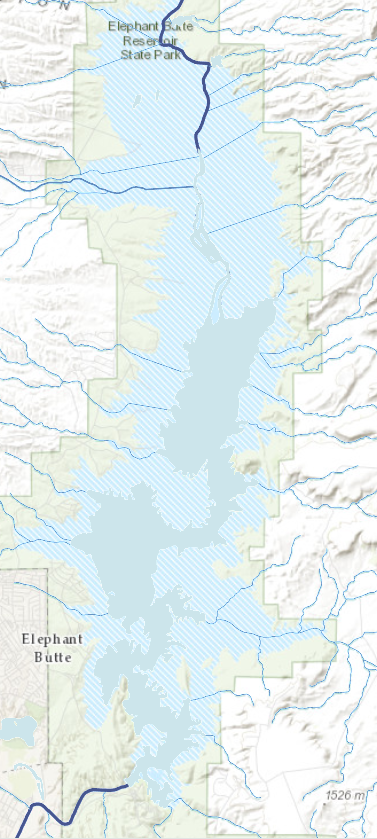 Elephant Butte
Reservoir
State Park
Elephant
Butte
1526 m